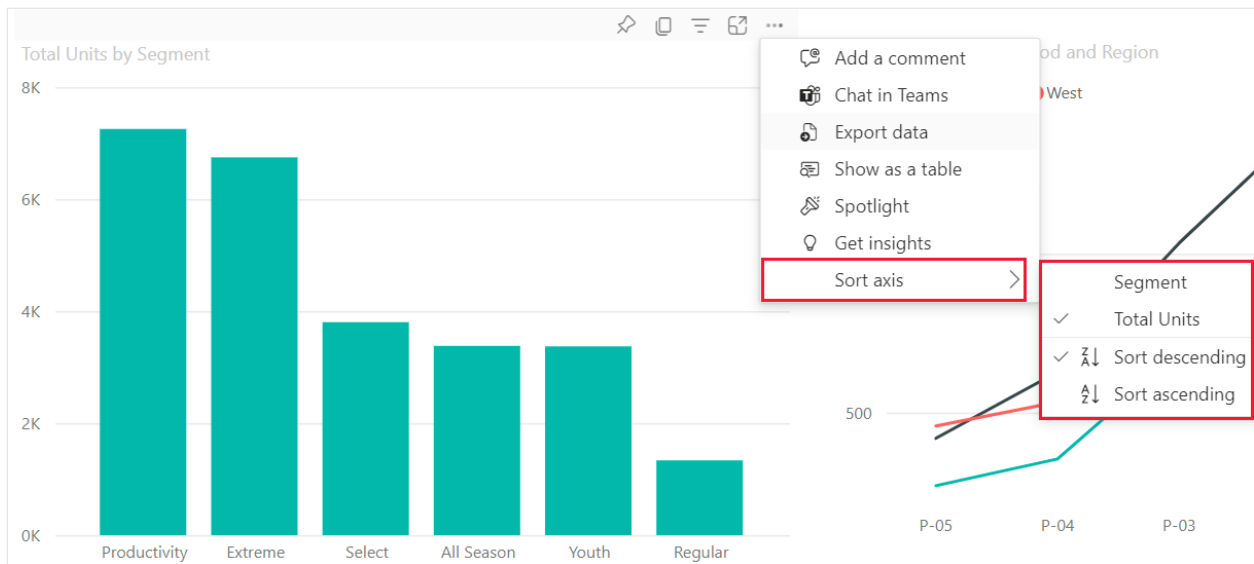 Total Units by Segment
8K
6K
4K
2K
0K
Productivity Extreme Select All Season Youth Regular
Add a comment
Chat in Teams
Export data
Show as a table
Spotlight
Get insights
Sort axis
Segment
Total Units
Sort descending
Sort ascending
and Region
West
500
P-05 P-04 P-03